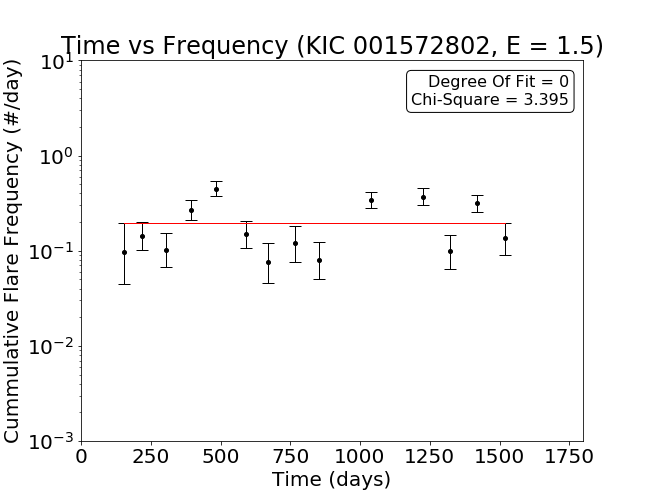 Time vs Frequency (KIC 001572802, E = 1.5)
Degree Of Fit = 0
Chi-Square = 3.395
Cummulative Flare Frequency (#/day)
10¹
10⁰
10⁻¹
10⁻²
10⁻³
0 250 500 750 1000 1250 1500 1750
Time (days)